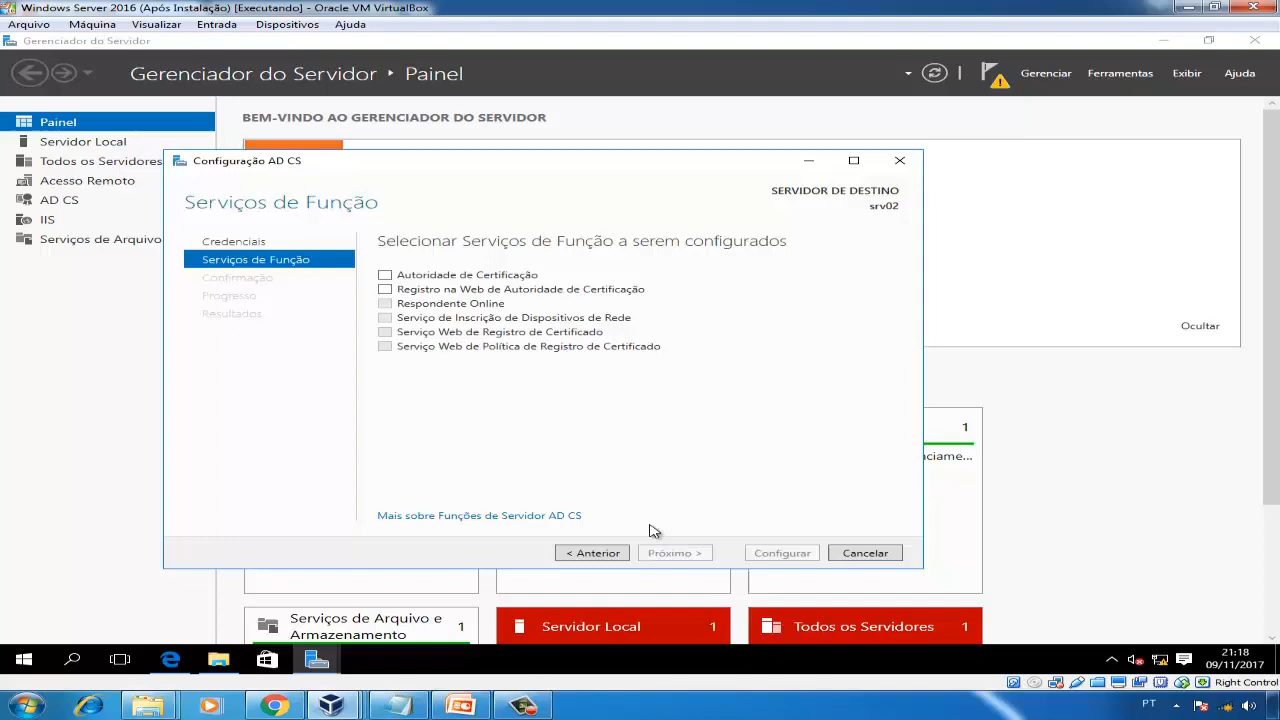 Windows Server 2016 (Após Instalação) [Executando] - Oracle VM VirtualBox
Arquivo Máquina Visualizar Entrada Dispositivos Ajuda
Gerenciador do Servidor
Gerenciador do Servidor • Painel
Gerenciar Ferramentas Exibir Ajuda
Painel
Servidor Local
Todos os Servidores
Acesso Remoto
AD CS
IIS
Serviços de Arquivo
BEM-VINDO AO GERENCIADOR DO SERVIDOR
Configuração AD CS
Serviços de Função
SERVIDOR DE DESTINO
srv02
Credenciais
Serviços de Função
Confirmação
Progresso
Resultados
Selecionar Serviços de Função a serem configurados
Autoridade de Certificação
Registro na Web de Autoridade de Certificação
Respondente Online
Serviço de Inscrição de Dispositivos de Rede
Serviço Web de Registro de Certificado
Serviço Web de Política de Registro de Certificado
Mais sobre Funções de Servidor AD CS
< Anterior Próximo > Configurar Cancelar
Ocultar
1
ciame...
Serviços de Arquivo e
Armazenamento
1
Servidor Local 1
Todos os Servidores 1
21:18
09/11/2017
Right Control
PT